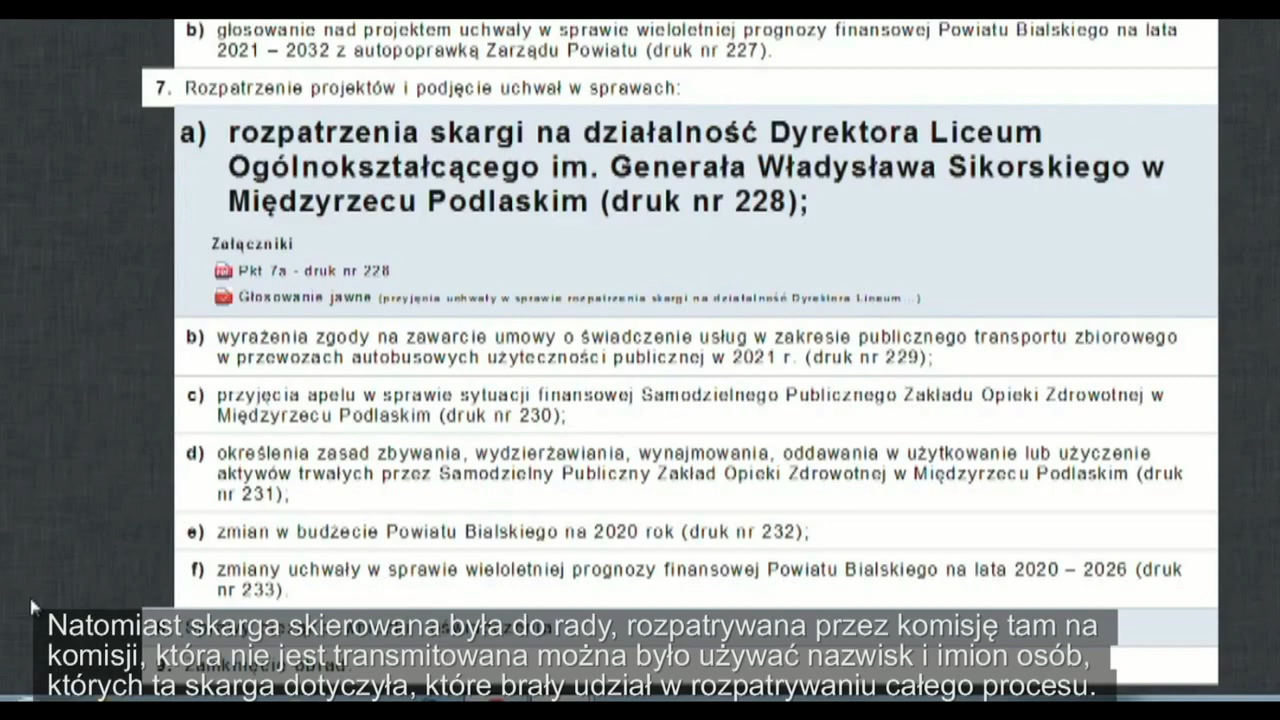 b) głosowanie nad projektem uchwały w sprawie wieloletniej prognozy finansowej Powiatu Bialskiego na lata
2021 – 2032 z autopoprawką Zarządu Powiatu (druk nr 227).
7. Rozpatrzenie projektów i podjęcie uchwał w sprawach:
a) rozpatrzenia skargi na działalność Dyrektora Liceum
Ogólnokształcącego im. Generała Władysława Sikorskiego w
Międzyrzecu Podlaskim (druk nr 228);
Załączniki
Pkt 7a - druk nr 228
Głosowanie jawne (przyjęcia uchwały w sprawie rozpatrzenia skargi na działalność Dyrektora Liceum ...)
b) wyrażenia zgody na zawarcie umowy o świadczenie usług w zakresie publicznego transportu zbiorowego
w przewozach autobusowych użyteczności publicznej w 2021 r. (druk nr 229);
c) przyjęcia apelu w sprawie sytuacji finansowej Samodzielnego Publicznego Zakładu Opieki Zdrowotnej w
Międzyrzecu Podlaskim (druk nr 230);
d) określenia zasad zbywania, wydzierżawiania, wynajmowania, oddawania w użytkowanie lub użyczenie
aktywów trwałych przez Samodzielny Publiczny Zakład Opieki Zdrowotnej w Międzyrzecu Podlaskim (druk
nr 231);
e) zmian w budżecie Powiatu Bialskiego na 2020 rok (druk nr 232);
f) zmiany uchwały w sprawie wieloletniej prognozy finansowej Powiatu Bialskiego na lata 2020 – 2026 (druk
nr 233).
Natomiast skarga skierowana była do rady, rozpatrywana przez komisję tam na
komisji, która nie jest transmitowana można było używać nazwisk i imion osób,
których ta skarga dotyczyła, które brały udział w rozpatrywaniu całego procesu.